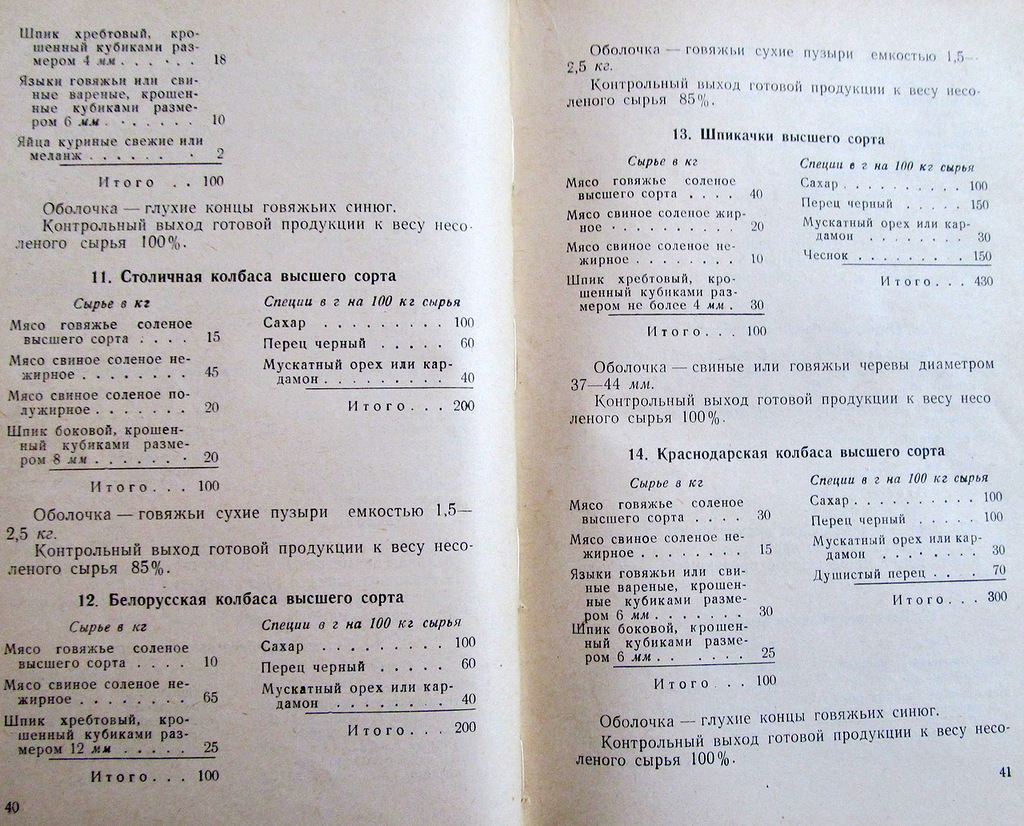 Шпик хребтовый, кро-
шенный кубиками раз-
мером 4 мм . . . . . 18
Языки говяжьи или сви-
ные вареные, крошен-
ные кубиками разме-
ром 6 мм . . . . . . 10
Яйца куриные свежие или
меланж . . . . . . . 2
Итого . . 100
Оболочка — глухие концы говяжьих синюг.
Контрольный выход готовой продукции к весу несо-
леного сырья 100%.
11. Столичная колбаса высшего сорта
Сырье в кг
Мясо говяжье соленое
высшего сорта . . . . 15
Мясо свиное соленое не-
жирное . . . . . . . . 45
Мясо свиное соленое по-
лужирное . . . . . . . 20
Шпик боковой, крошен-
ный кубиками разме-
ром 8 мм . . . . . . . 20
Итого . . . 100
Специи в г на 100 кг сырья
Сахар . . . . . . . . . 100
Перец черный . . . . . 60
Мускатный орех или кар-
дамон . . . . . . . . . 40
Итого . . . 200
Оболочка — говяжьи сухие пузыри емкостью 1,5—
2,5 кг.
Контрольный выход готовой продукции к весу несо-
леного сырья 85%.
12. Белорусская колбаса высшего сорта
Сырье в кг
Мясо говяжье соленое
высшего сорта . . . . 10
Мясо свиное соленое не-
жирное . . . . . . . . 65
Шпик хребтовый, кро-
шенный кубиками раз-
мером 12 мм . . . . . 25
Итого . . . 100
Специи в г на 100 кг сырья
Сахар . . . . . . . . . 100
Перец черный . . . . . 60
Мускатный орех или кар-
дамон . . . . . . . . 40
Итого . . . 200
40
Оболочка — говяжьи сухие пузыри емкостью 1,5—
2,5 кг.
Контрольный выход готовой продукции к весу несо-
леного сырья 85%.
13. Шпикачки высшего сорта
Сырье в кг
Мясо говяжье соленое
высшего сорта . . . . 40
Мясо свиное соленое жир-
ное . . . . . . . . . . 20
Мясо свиное соленое не-
жирное . . . . . . . . 10
Шпик хребтовый, кро-
шенный кубиками раз-
мером не более 4 мм . 30
Итого . . . 100
Специи в г на 100 кг сырья
Сахар . . . . . . . . . . 100
Перец черный . . . . . 150
Мускатный орех или кар-
дамон . . . . . . . . 30
Чеснок . . . . . . . . . 150
Итого . . . 430
Оболочка — свиные или говяжьи черевы диаметром
37—44 мм.
Контрольный выход готовой продукции к весу несо
леного сырья 100%.
14. Краснодарская колбаса высшего сорта
Сырье в кг
Мясо говяжье соленое
высшего сорта . . . . 30
Мясо свиное соленое не-
жирное . . . . . . . . 15
Языки говяжьи или сви-
ные вареные, крошен-
ные кубиками разме-
ром 6 мм . . . . . . . 30
Шпик боковой, крошен-
ный кубиками разме-
ром 6 мм . . . . . . . 25
Итого . . . 100
Специи в г на 100 кг сырья
Сахар . . . . . . . . . . 100
Перец черный . . . . . 100
Мускатный орех или кар-
дамон . . . . . . . . 30
Душистый перец . . . 70
Итого . . . 300
Оболочка — глухие концы говяжьих синюг.
Контрольный выход готовой продукции к весу несо-
леного сырья 100%.
41